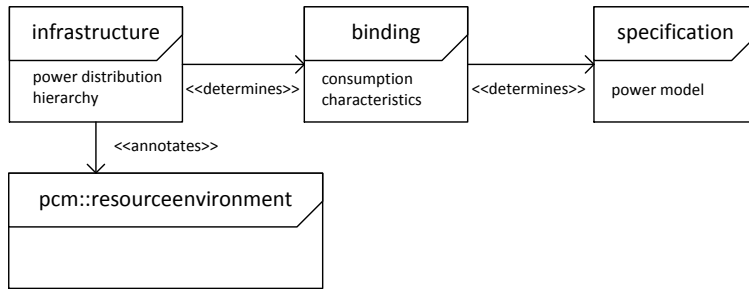 infrastructure
power distribution
hierarchy
<<determines>>
binding
consumption
characteristics
<<determines>>
specification
power model
<<annotates>>
pcm::resourceenvironment